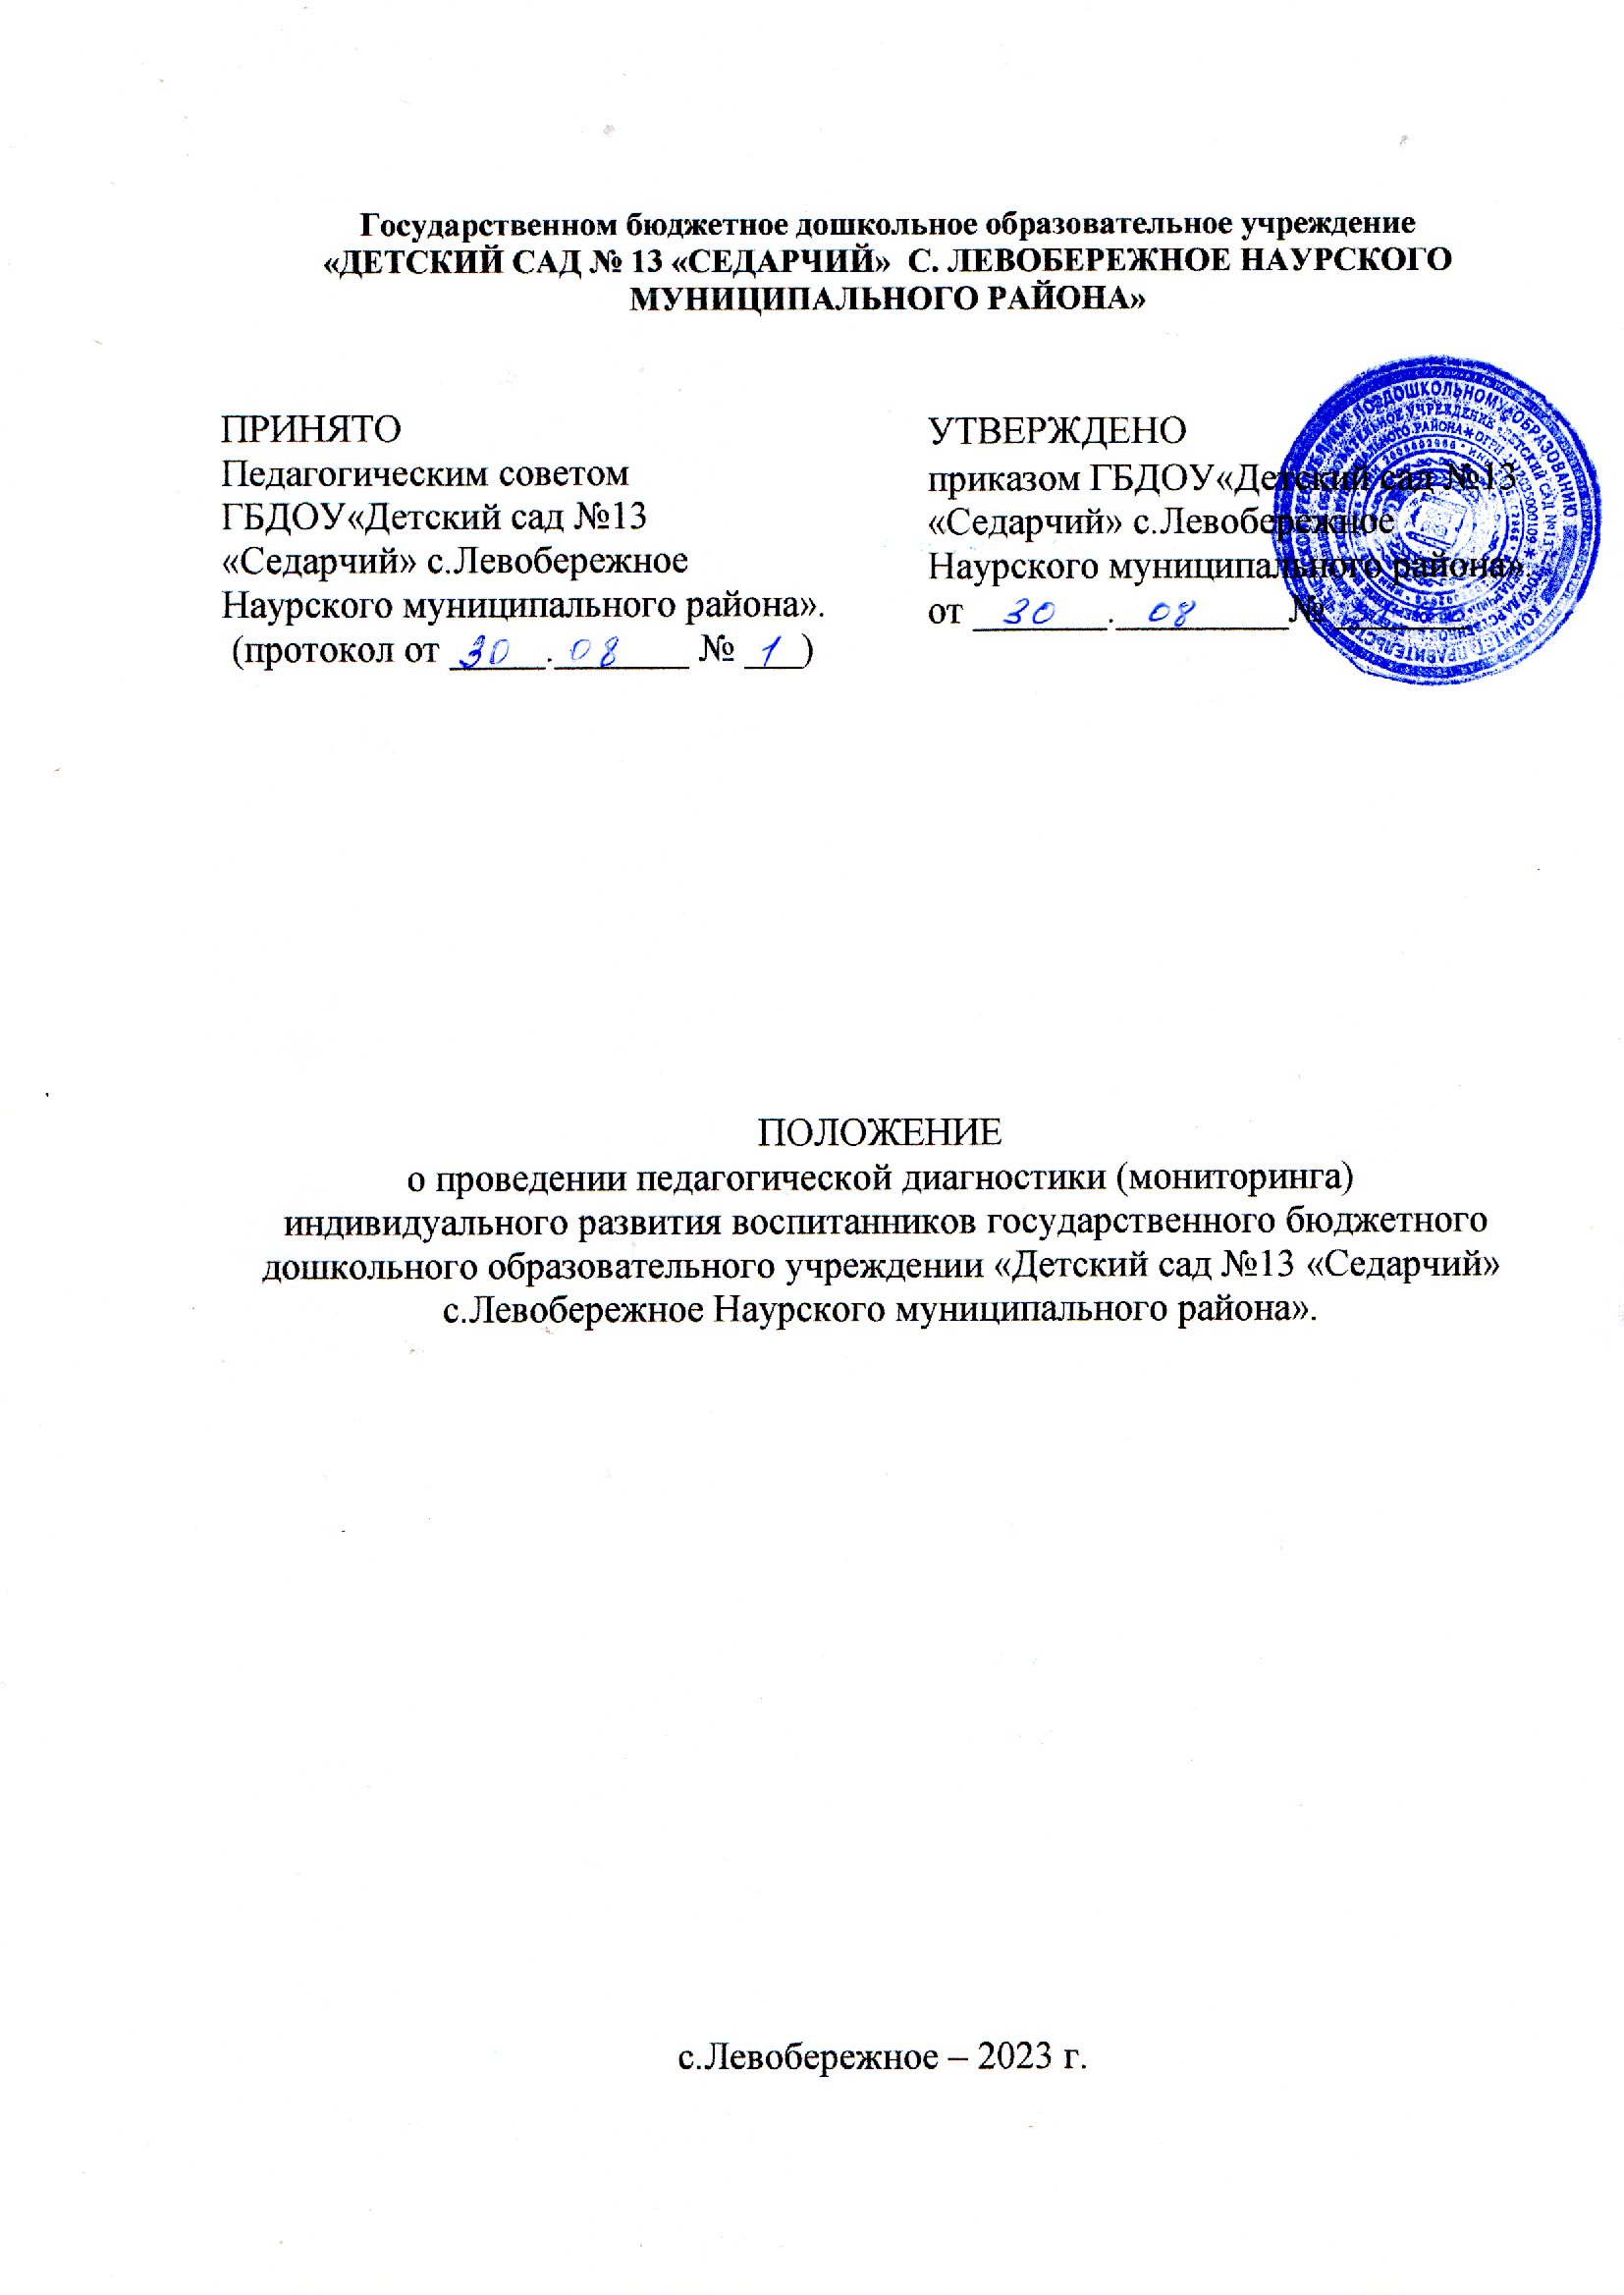 Государственном бюджетное дошкольное образовательное учреждение
«ДЕТСКИЙ САД № 13 «СЕДАРЧИЙ» С. ЛЕВОБЕРЕЖНОЕ НАУРСКОГО
МУНИЦИПАЛЬНОГО РАЙОНА»
ПРИНЯТО
Педагогическим советом
ГБДОУ«Детский сад №13
«Седарчий» с.Левобережное
Наурского муниципального района».
(протокол от 30.08 № 1)
УТВЕРЖДЕНО
приказом ГБДОУ«Детский сад №13
«Седарчий» с.Левобережное
Наурского муниципального района».
от 30.08 №
ПО ДОШКОЛЬНОМУ ОБРАЗОВАНИЮ
ПОЛОЖЕНИЕ
о проведении педагогической диагностики (мониторинга)
индивидуального развития воспитанников государственного бюджетного
дошкольного образовательного учреждении «Детский сад №13 «Седарчий»
с.Левобережное Наурского муниципального района».
с.Левобережное – 2023 г.